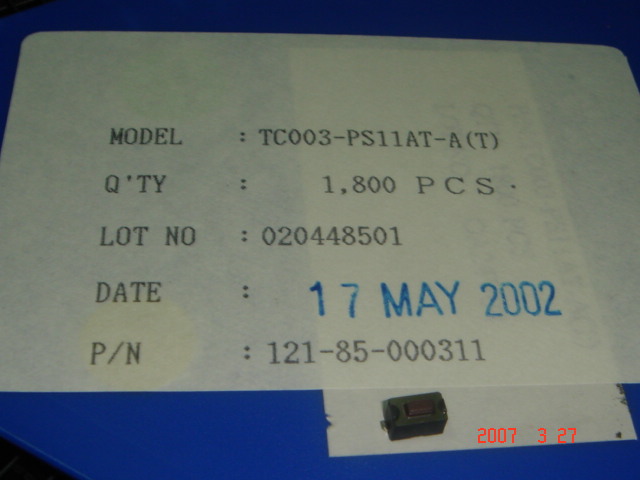 MODEL : TC003-PS11AT-A(T)
Q'TY : 1,800 PCS.
LOT NO : 020448501
DATE : 17 MAY 2002
P/N : 121-85-000311
2007 3 27